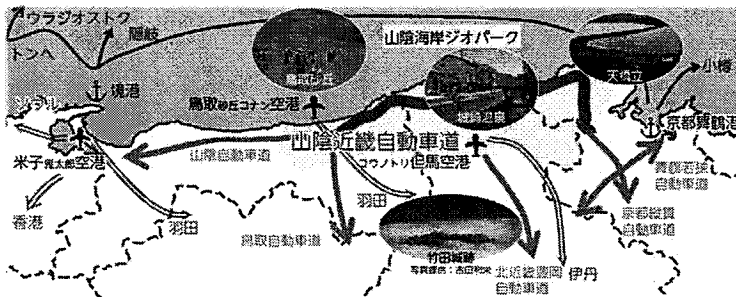 ウラジオストク
トンへ
隠岐
境港
ソウル
米子鬼太郎空港
香港
羽田
山陰自動車道
鳥取砂丘
鳥取砂丘コナン空港
山陰海岸ジオパーク
城崎温泉
天橋立
小樽
京都舞鶴港
山陰近畿自動車道
コウノトリ但馬空港
羽田
鳥取自動車道
竹田城跡
北近畿豊岡
自動車道
伊丹
舞鶴若狭
自動車道
京都縦貫
自動車道